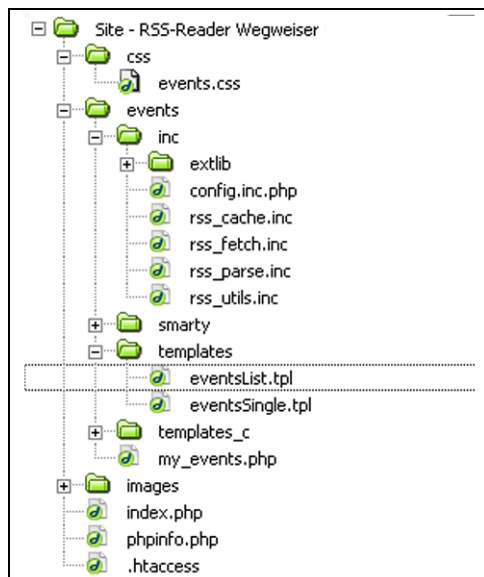 Site - RSS-Reader Wegweiser
css
events.css
events
inc
extlib
config.inc.php
rss_cache.inc
rss_fetch.inc
rss_parse.inc
rss_utils.inc
smarty
templates
eventsList.tpl
eventsSingle.tpl
templates_c
my_events.php
images
index.php
phpinfo.php
.htaccess